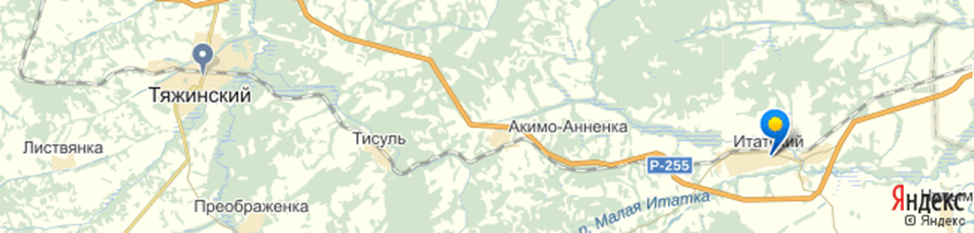 Тяжинский
Листвянка
Тисуль
Преображенка
Акимо-Анненка
Р-255
Итатский
р. Малая Итатка
Яндекс
© Яндекс